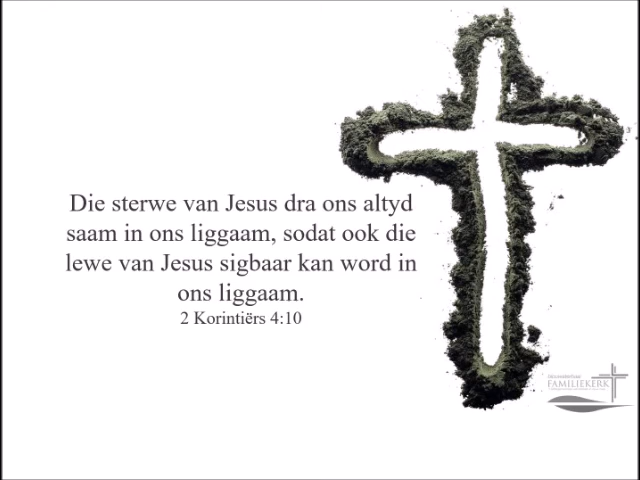 Die sterwe van Jesus dra ons altyd
saam in ons liggaam, sodat ook die
lewe van Jesus sigbaar kan word in
ons liggaam.
2 Korintiërs 4:10
FAMILIEKERK